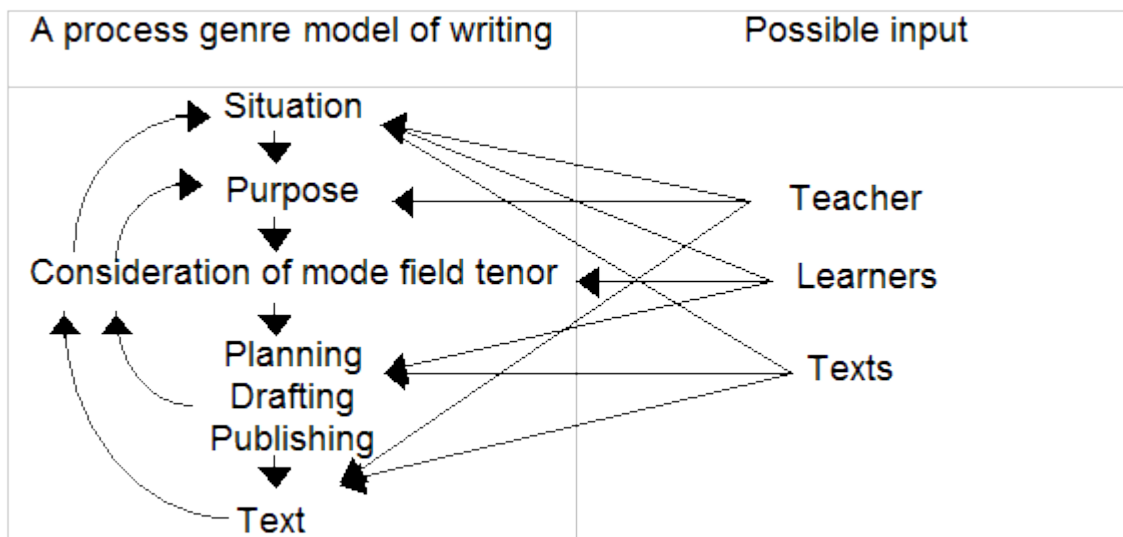 A process genre model of writing
Possible input
Situation
Purpose
Teacher
Consideration of mode field tenor
Learners
Planning
Texts
Drafting
Publishing
Text